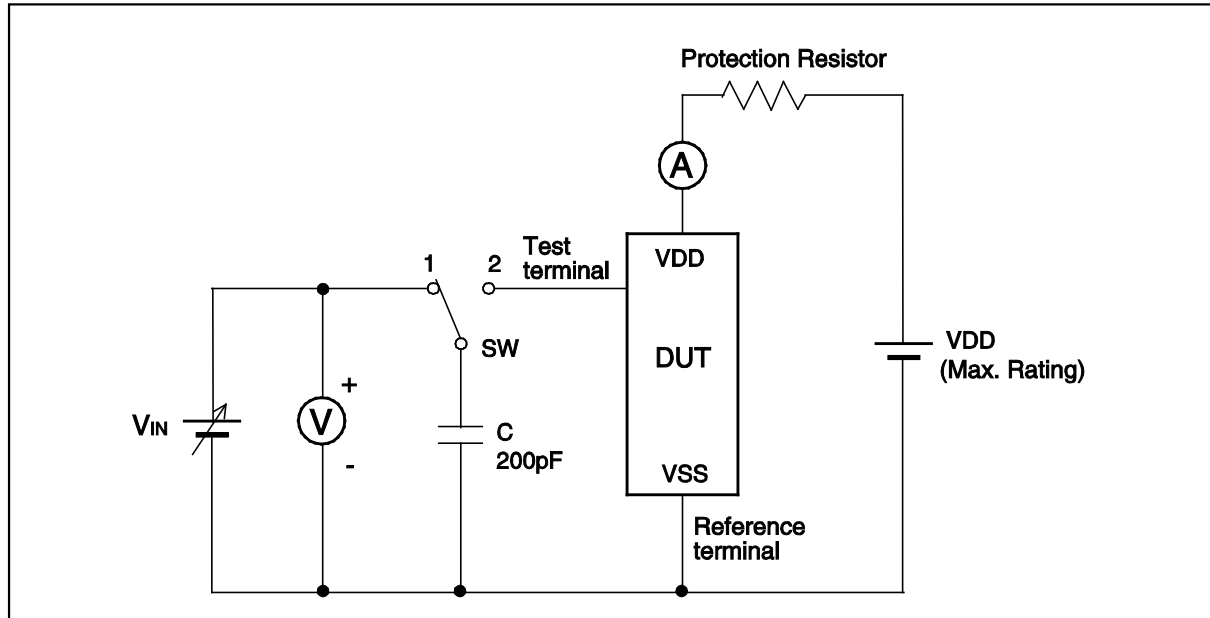 Protection Resistor
A
1
2
Test
terminal
VDD
SW
DUT
VDD
(Max. Rating)
+
V
-
VIN
C
200pF
VSS
Reference
terminal